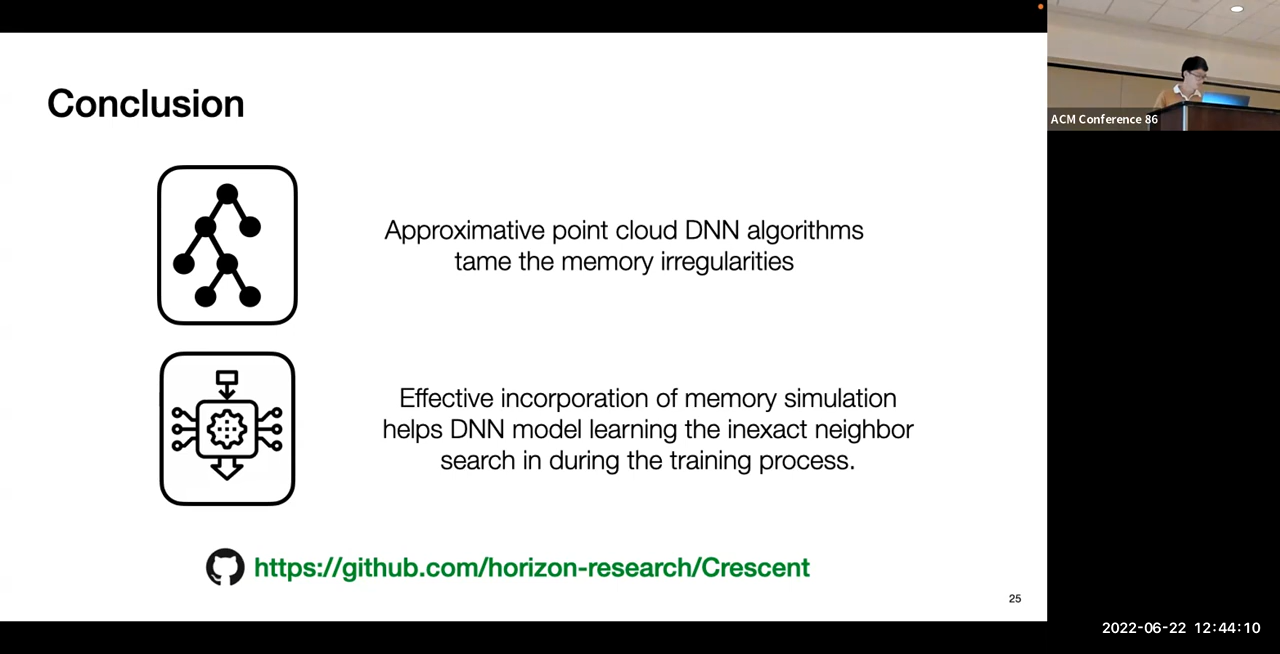 Conclusion
Approximative point cloud DNN algorithms
tame the memory irregularities
Effective incorporation of memory simulation
helps DNN model learning the inexact neighbor
search in during the training process.
https://github.com/horizon-research/Crescent
25
ACM Conference 86
2022-06-22 12:44:10